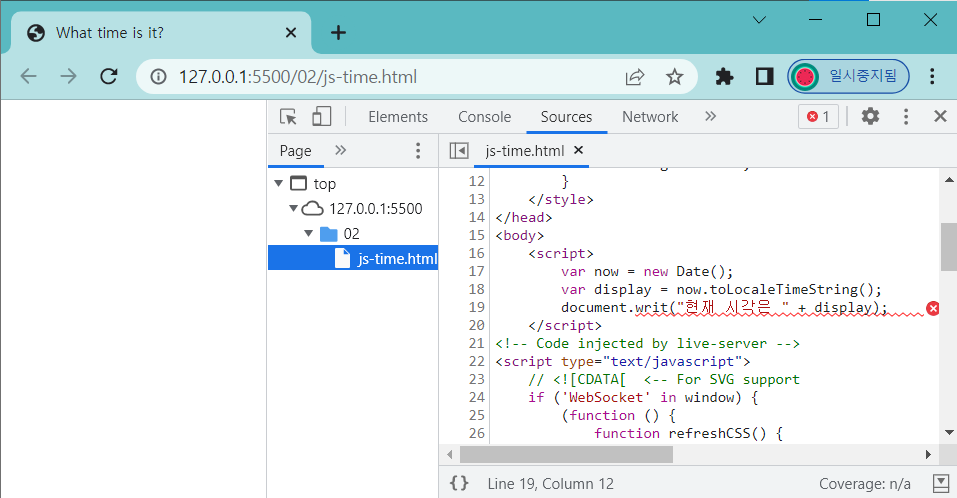 What time is it?
127.0.0.1:5500/02/js-time.html
일시중지됨
Elements Console Sources Network 1
Page
js-time.html
top
127.0.0.1:5500
02
js-time.html
12 }
13 </style>
14 </head>
15 <body>
16 <script>
17 var now = new Date();
18 var display = now.toLocaleTimeString();
19 document.writ("현재 시각은 " + display);
20 </script>
21 <!-- Code injected by live-server -->
22 <script type="text/javascript">
23 // <![CDATA[  <-- For SVG support
24 if ('WebSocket' in window) {
25 (function () {
26 function refreshCSS() {
{} Line 19, Column 12 Coverage: n/a